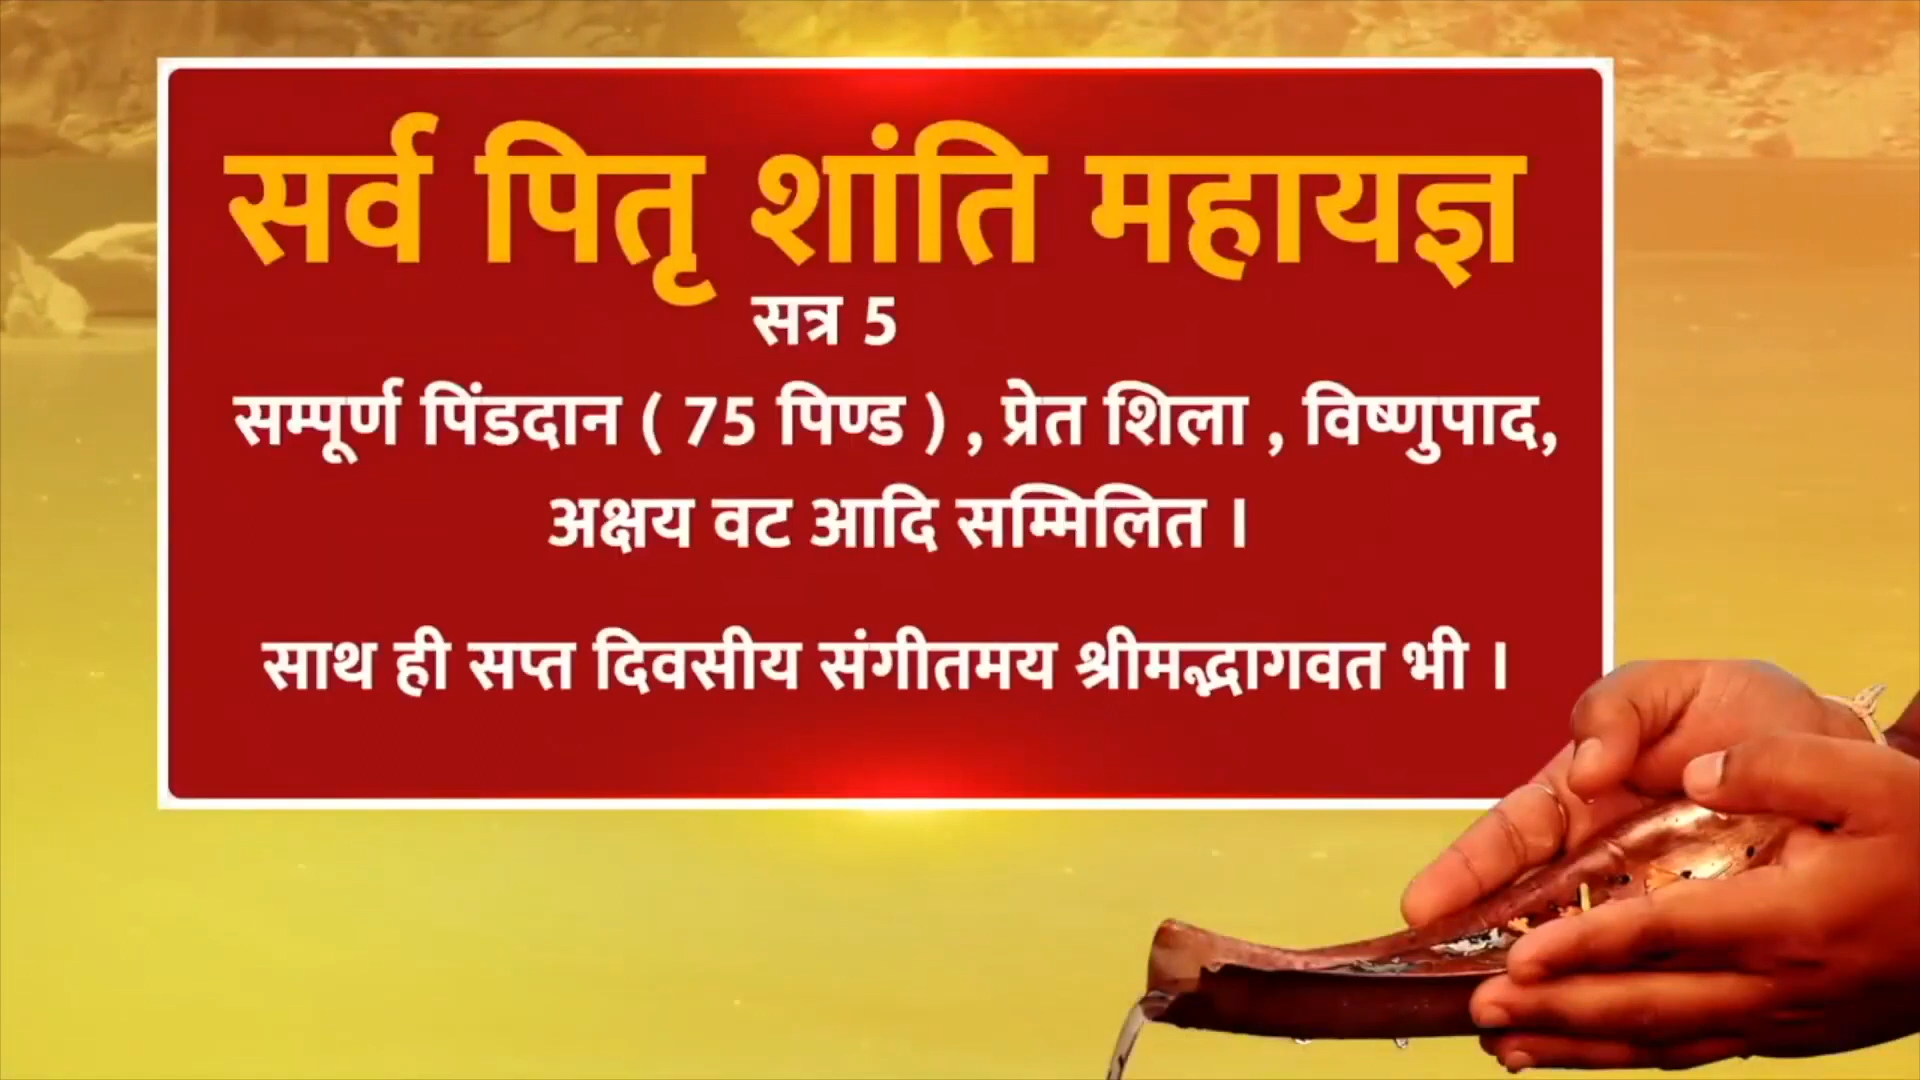 सर्व पितृ शांति महायज्ञ
सत्र 5
सम्पूर्ण पिंडदान ( 75 पिण्ड ) , प्रेत शिला , विष्णुपाद,
अक्षय वट आदि सम्मिलित ।
साथ ही सप्त दिवसीय संगीतमय श्रीमद्भागवत भी ।